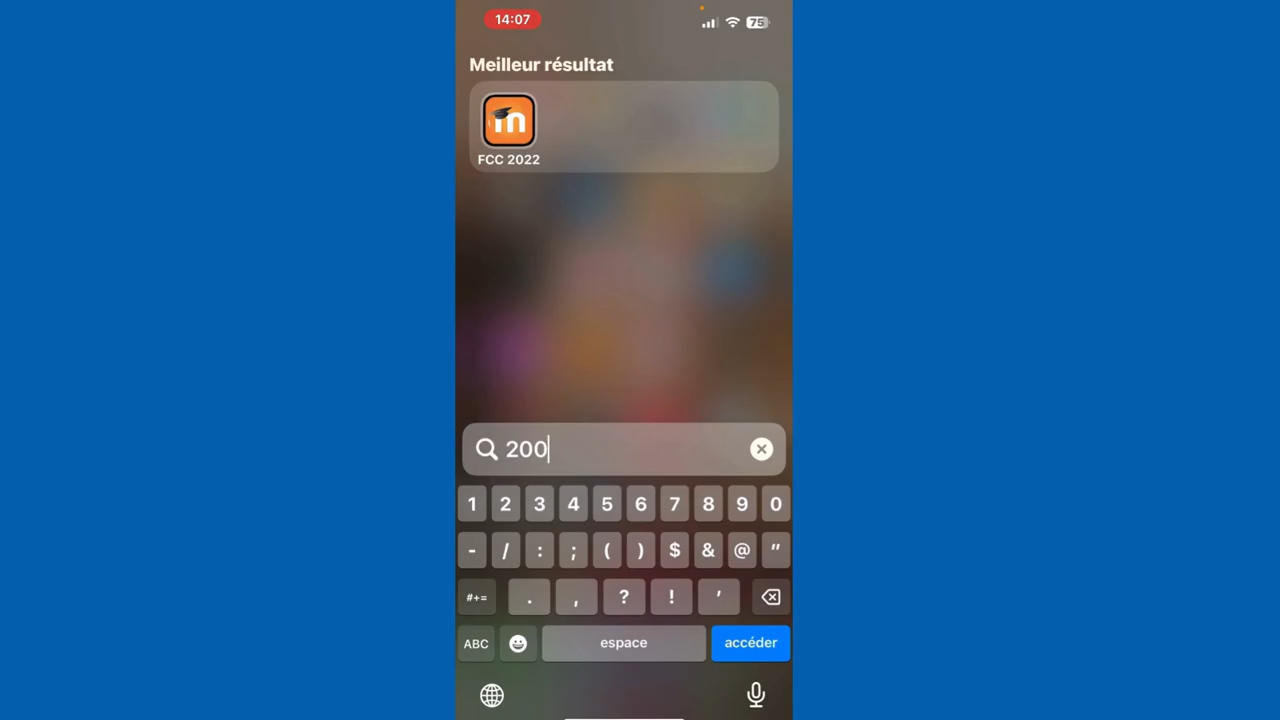 14:07
75
Meilleur résultat
m
FCC 2022
200
1 2 3 4 5 6 7 8 9 0
- / : ; ( ) $ & @ "
#+= . , ? ! '
ABC espace accéder